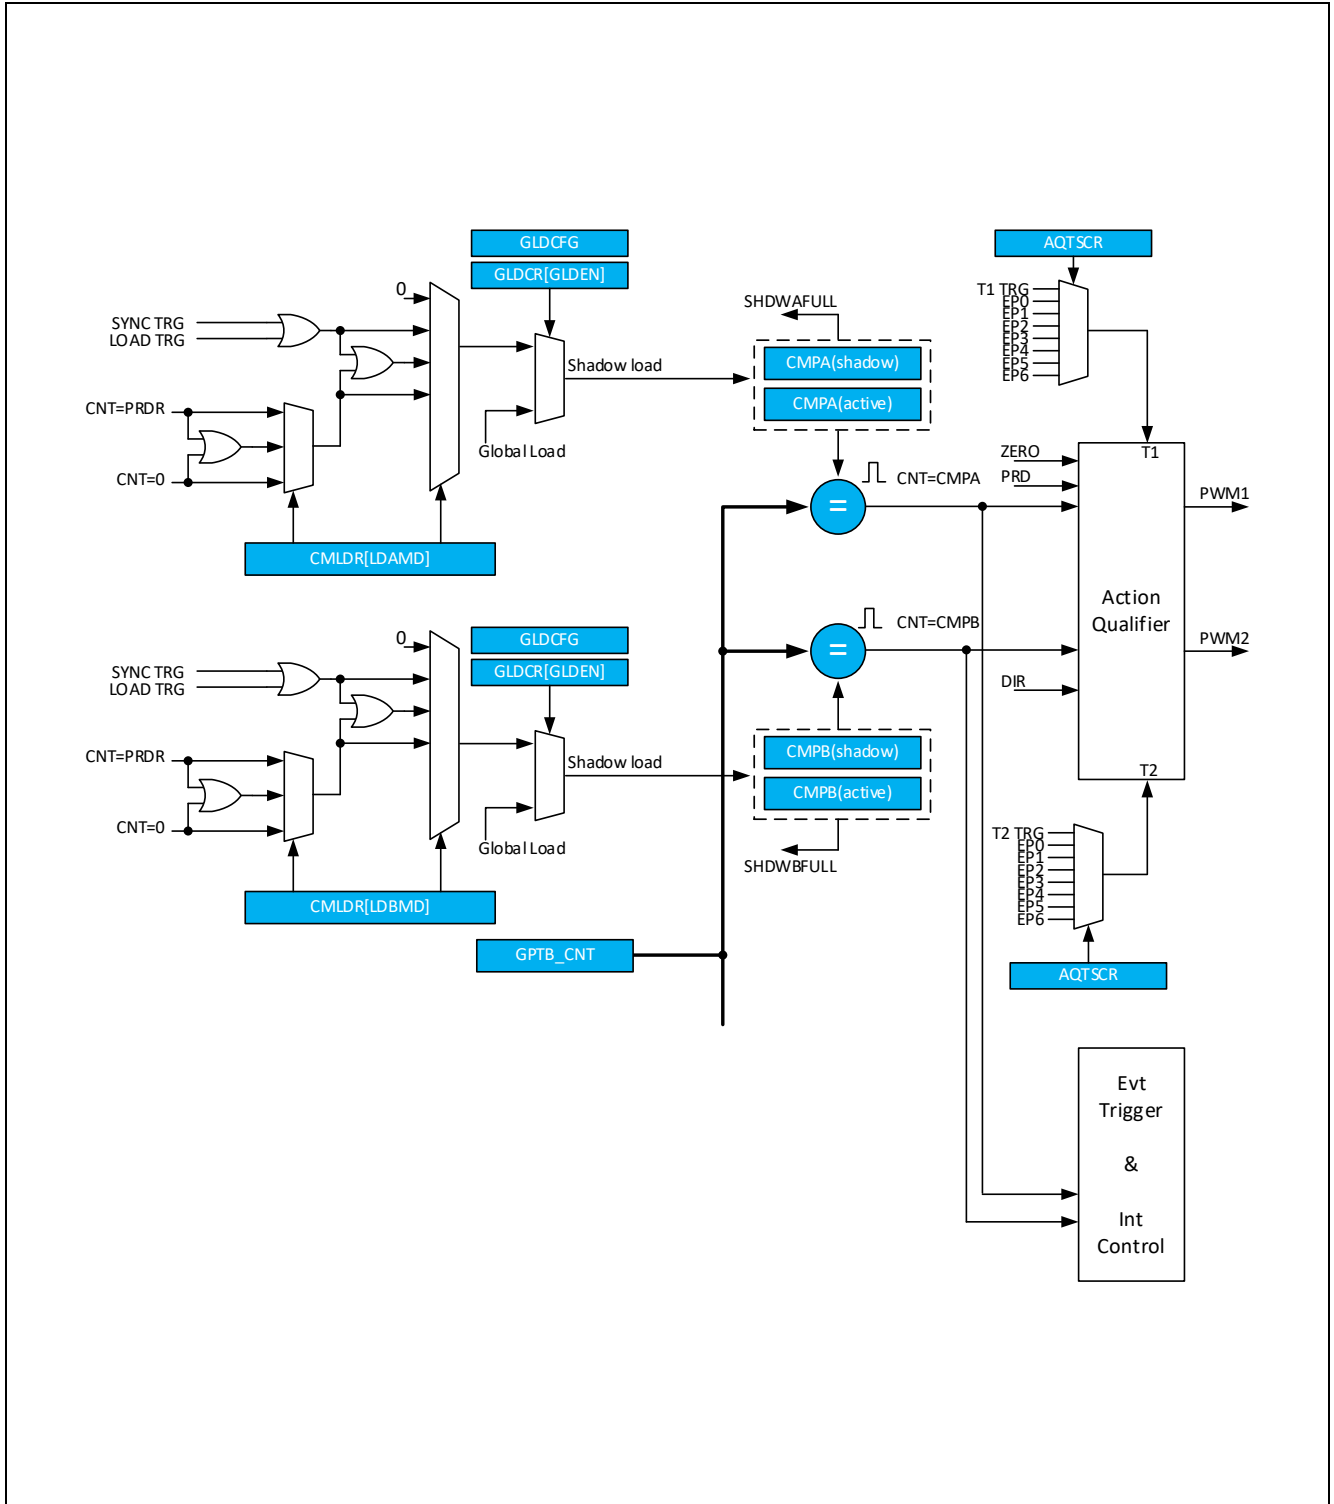 GLDCFG
GLDCR[GLDEN]
0
SYNC TRG
LOAD TRG
CNT=PRDR
CNT=0
CMLDR[LDAMD]
Shadow load
Global Load
SHDWAFULL
CMPA(shadow)
CMPA(active)
=
CNT=CMPA
AQTSCR
T1 TRG
EP0
EP1
EP2
EP3
EP4
EP5
EP6
ZERO
PRD
T1
PWM1
Action
Qualifier
PWM2
DIR
T2
GLDCFG
GLDCR[GLDEN]
0
SYNC TRG
LOAD TRG
CNT=PRDR
CNT=0
CMLDR[LDBMD]
Shadow load
Global Load
=
CNT=CMPB
CMPB(shadow)
CMPB(active)
SHDWBFULL
T2 TRG
EP0
EP1
EP2
EP3
EP4
EP5
EP6
AQTSCR
GPTB_CNT
Evt
Trigger
&
Int
Control